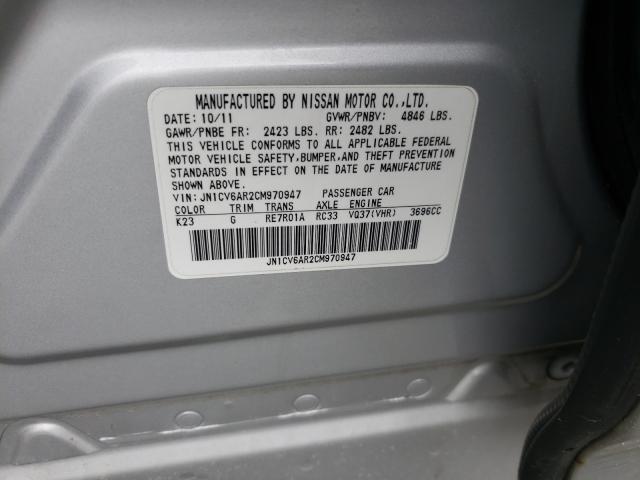 MANUFACTURED BY NISSAN MOTOR CO.,LTD.
DATE: 10/11 GVWR/PNBV: 4846 LBS.
GAWR/PNBE FR: 2423 LBS. RR: 2482 LBS.
THIS VEHICLE CONFORMS TO ALL APPLICABLE FEDERAL
MOTOR VEHICLE SAFETY,BUMPER,AND THEFT PREVENTION
STANDARDS IN EFFECT ON THE DATE OF MANUFACTURE
SHOWN ABOVE.
VIN: JN1CV6AR2CM970947 PASSENGER CAR
COLOR TRIM TRANS AXLE ENGINE
K23 G RE7R01A RC33 VQ37(VHR) 3696CC
JN1CV6AR2CM970947